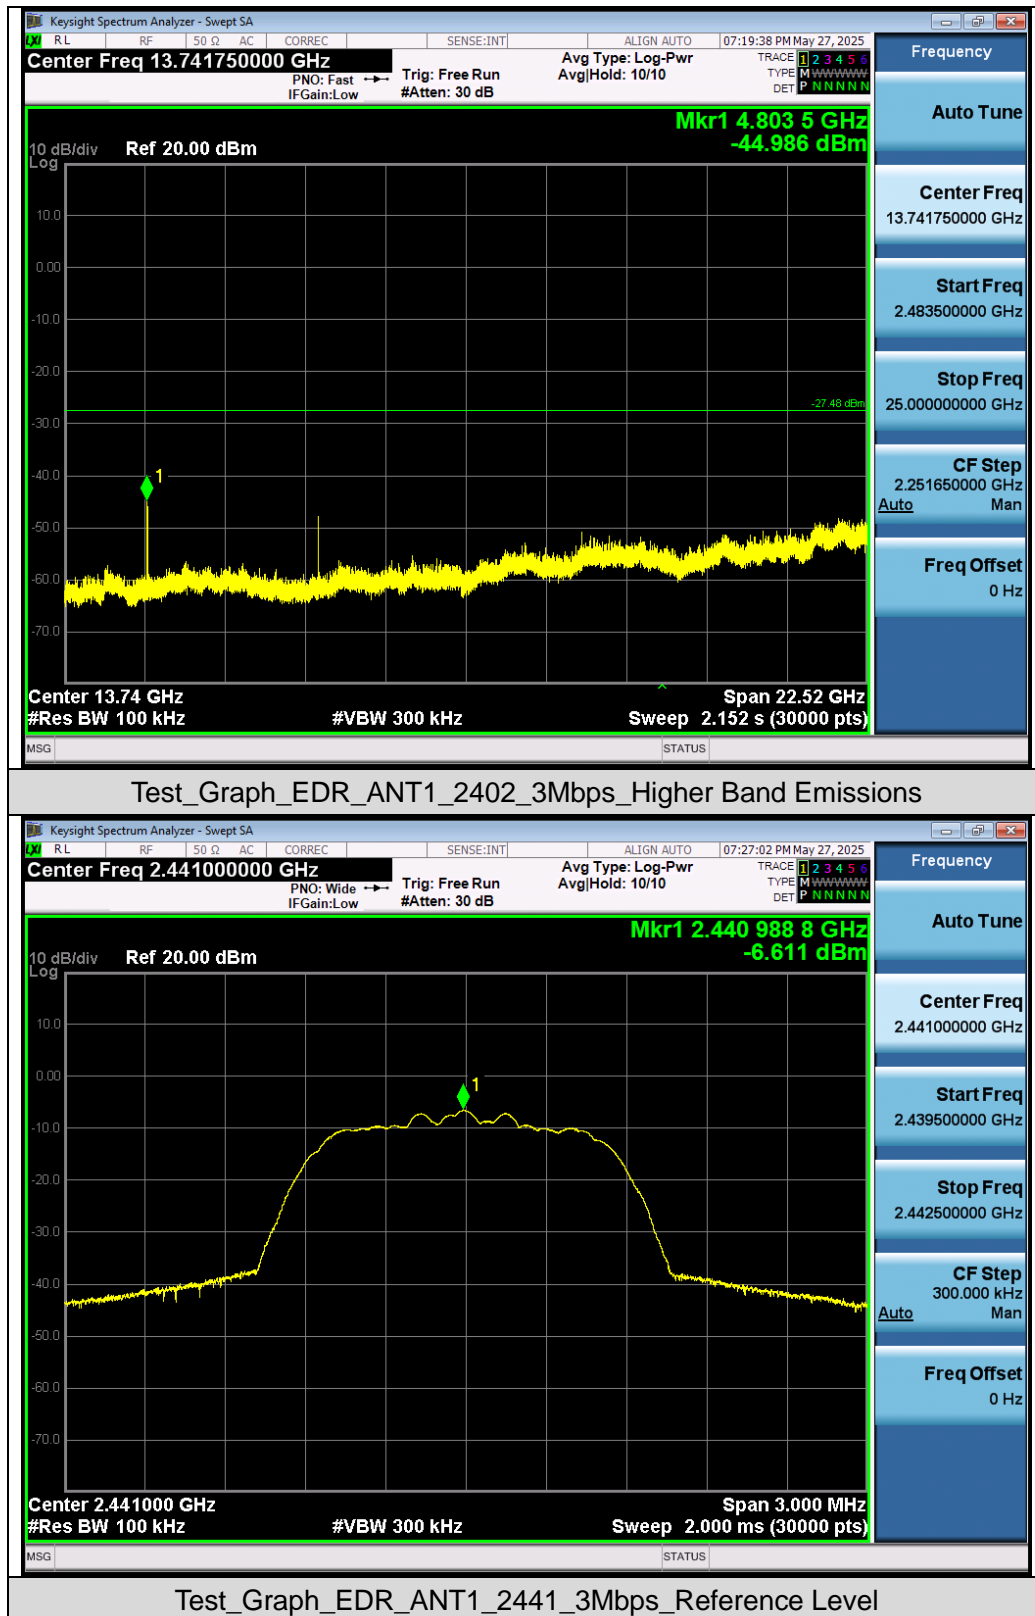 Keysight Spectrum Analyzer - Swept SA
LXI RL RF 50 Ω AC CORREC SENSE:INT ALIGN AUTO 07:19:38 PM May 27, 2025
Center Freq 13.741750000 GHz Avg Type: Log-Pwr TRACE 1 2 3 4 5 6
PNO: Fast Trig: Free Run Avg|Hold: 10/10 TYPE M WWWWW
IFGain:Low #Atten: 30 dB DET P N N N N N
Mkr1 4.803 5 GHz
-44.986 dBm
10 dB/div Ref 20.00 dBm
Log
10.0
0.00
-10.0
-20.0
-27.48 dBm
-30.0
-40.0
1
-50.0
-60.0
-70.0
Center 13.74 GHz Span 22.52 GHz
#Res BW 100 kHz #VBW 300 kHz Sweep 2.152 s (30000 pts)
MSG STATUS
Frequency
Auto Tune
Center Freq
13.741750000 GHz
Start Freq
2.483500000 GHz
Stop Freq
25.000000000 GHz
CF Step
2.251650000 GHz
Auto Man
Freq Offset
0 Hz
Test_Graph_EDR_ANT1_2402_3Mbps_Higher Band Emissions
Keysight Spectrum Analyzer - Swept SA
LXI RL RF 50 Ω AC CORREC SENSE:INT ALIGN AUTO 07:27:02 PM May 27, 2025
Center Freq 2.441000000 GHz Avg Type: Log-Pwr TRACE 1 2 3 4 5 6
PNO: Wide Trig: Free Run Avg|Hold: 10/10 TYPE M WWWWW
IFGain:Low #Atten: 30 dB DET P N N N N N
Mkr1 2.440 988 8 GHz
-6.611 dBm
10 dB/div Ref 20.00 dBm
Log
10.0
0.00
1
-10.0
-20.0
-30.0
-40.0
-50.0
-60.0
-70.0
Center 2.441000 GHz Span 3.000 MHz
#Res BW 100 kHz #VBW 300 kHz Sweep 2.000 ms (30000 pts)
MSG STATUS
Frequency
Auto Tune
Center Freq
2.441000000 GHz
Start Freq
2.439500000 GHz
Stop Freq
2.442500000 GHz
CF Step
300.000 kHz
Auto Man
Freq Offset
0 Hz
Test_Graph_EDR_ANT1_2441_3Mbps_Reference Level